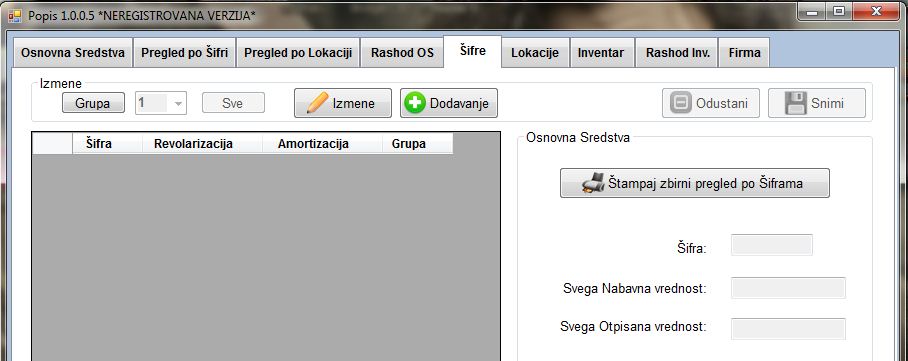 Popis 1.0.0.5 *NEREGISTROVANA VERZIJA*
Osnovna Sredstva Pregled po Šifri Pregled po Lokaciji Rashod OS Šifre Lokacije Inventar Rashod Inv. Firma
Izmene
Grupa 1 Sve Izmene Dodavanje Odustani Snimi
Šifra Revolarizacija Amortizacija Grupa
Osnovna Sredstva
Štampaj zbirni pregled po Šiframa
Šifra:
Svega Nabavna vrednost:
Svega Otpisana vrednost: